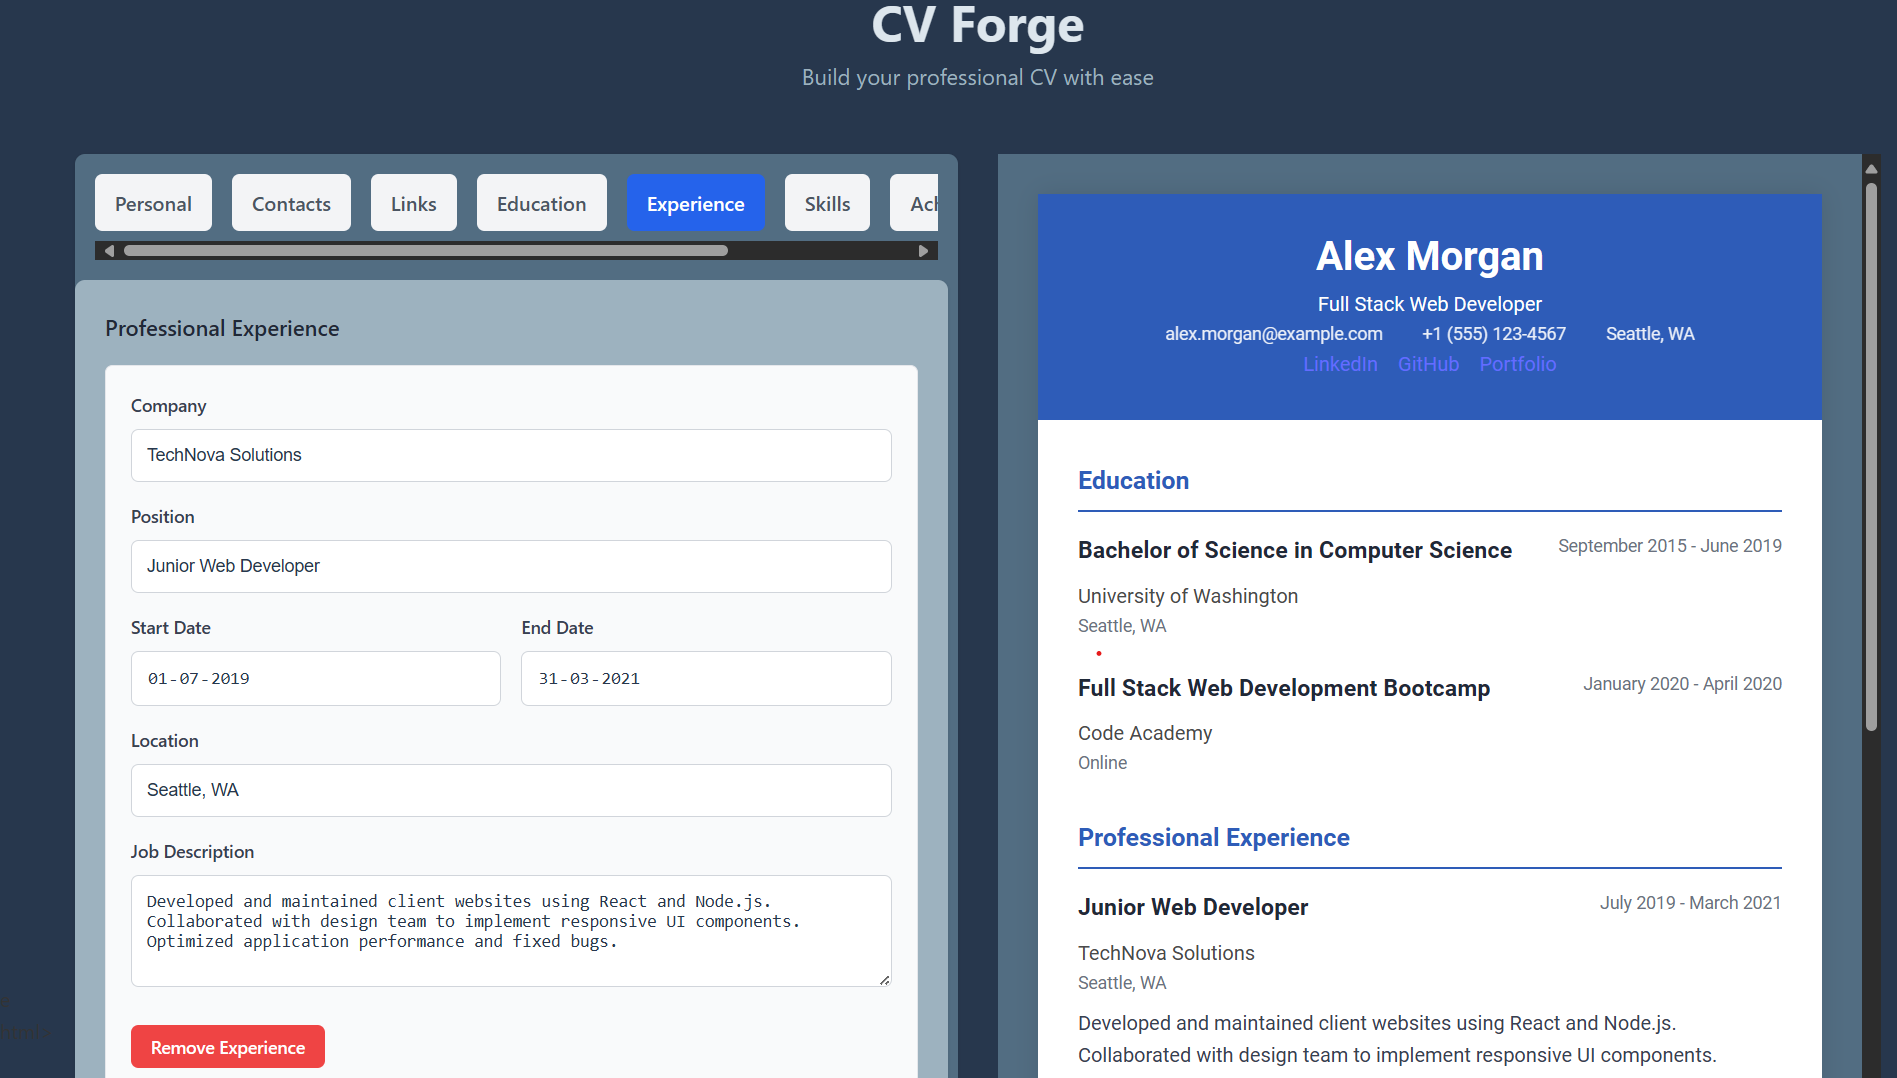 CV Forge
Build your professional CV with ease
Personal
Contacts
Links
Education
Experience
Skills
Professional Experience
Company
TechNova Solutions
Position
Junior Web Developer
Start Date
End Date
01-07-2019
31-03-2021
Location
Seattle, WA
Job Description
Developed and maintained client websites using React and Node.js.
Collaborated with design team to implement responsive UI components.
Optimized application performance and fixed bugs.
Remove Experience
Alex Morgan
Full Stack Web Developer
alex.morgan@example.com +1 (555) 123-4567 Seattle, WA
LinkedIn GitHub Portfolio
Education
Bachelor of Science in Computer Science
September 2015 - June 2019
University of Washington
Seattle, WA
Full Stack Web Development Bootcamp
January 2020 - April 2020
Code Academy
Online
Professional Experience
Junior Web Developer
July 2019 - March 2021
TechNova Solutions
Seattle, WA
Developed and maintained client websites using React and Node.js.
Collaborated with design team to implement responsive UI components.